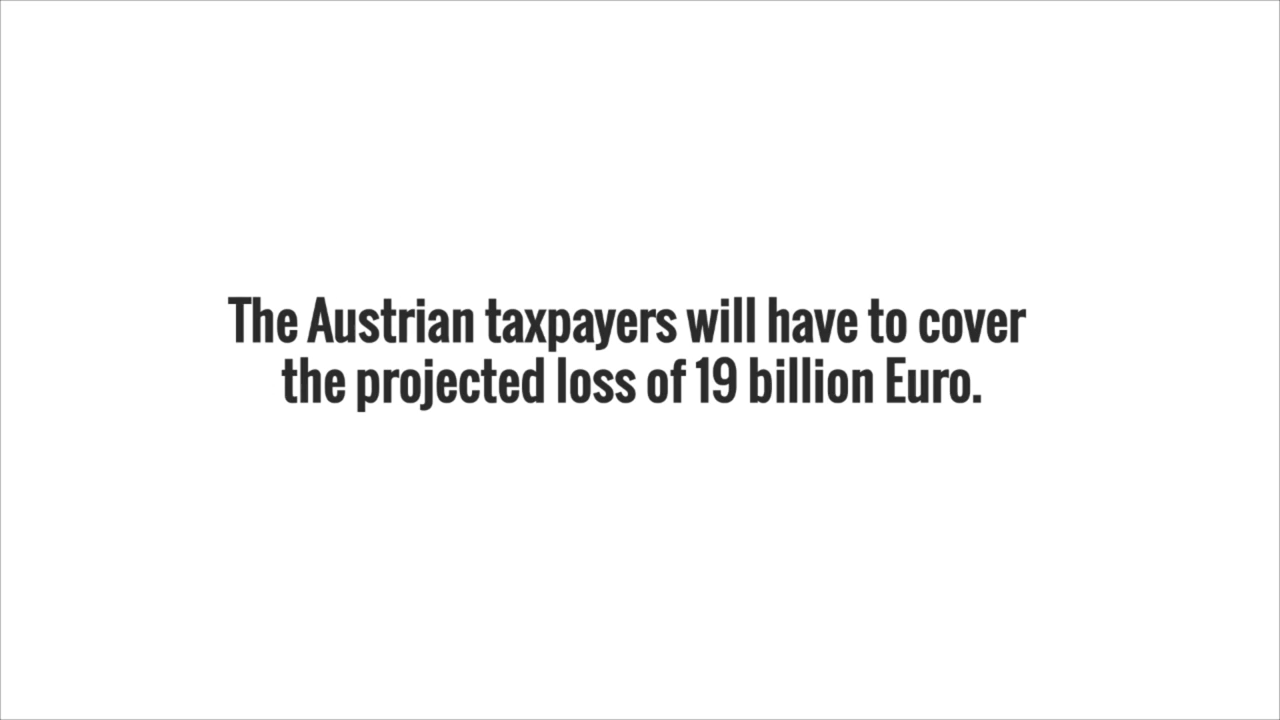 The Austrian taxpayers will have to cover
the projected loss of 19 billion Euro.